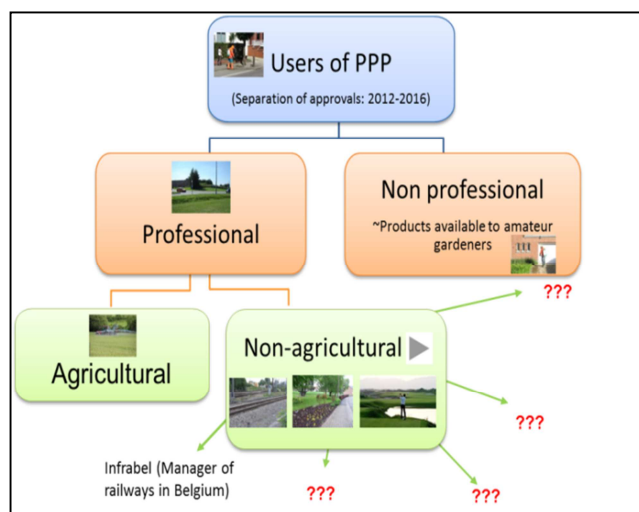 Users of PPP
(Separation of approvals: 2012-2016)
Professional
Non professional
~Products available to amateur
gardeners
???
Agricultural
Non-agricultural
???
Infrabel (Manager of
railways in Belgium)
???
???